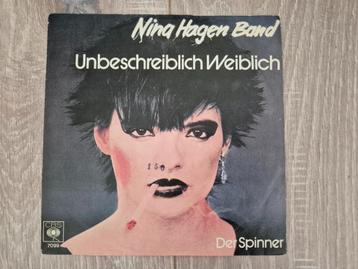 Nina Hagen Band
Unbeschreiblich Weiblich
Der Spinner
CBS